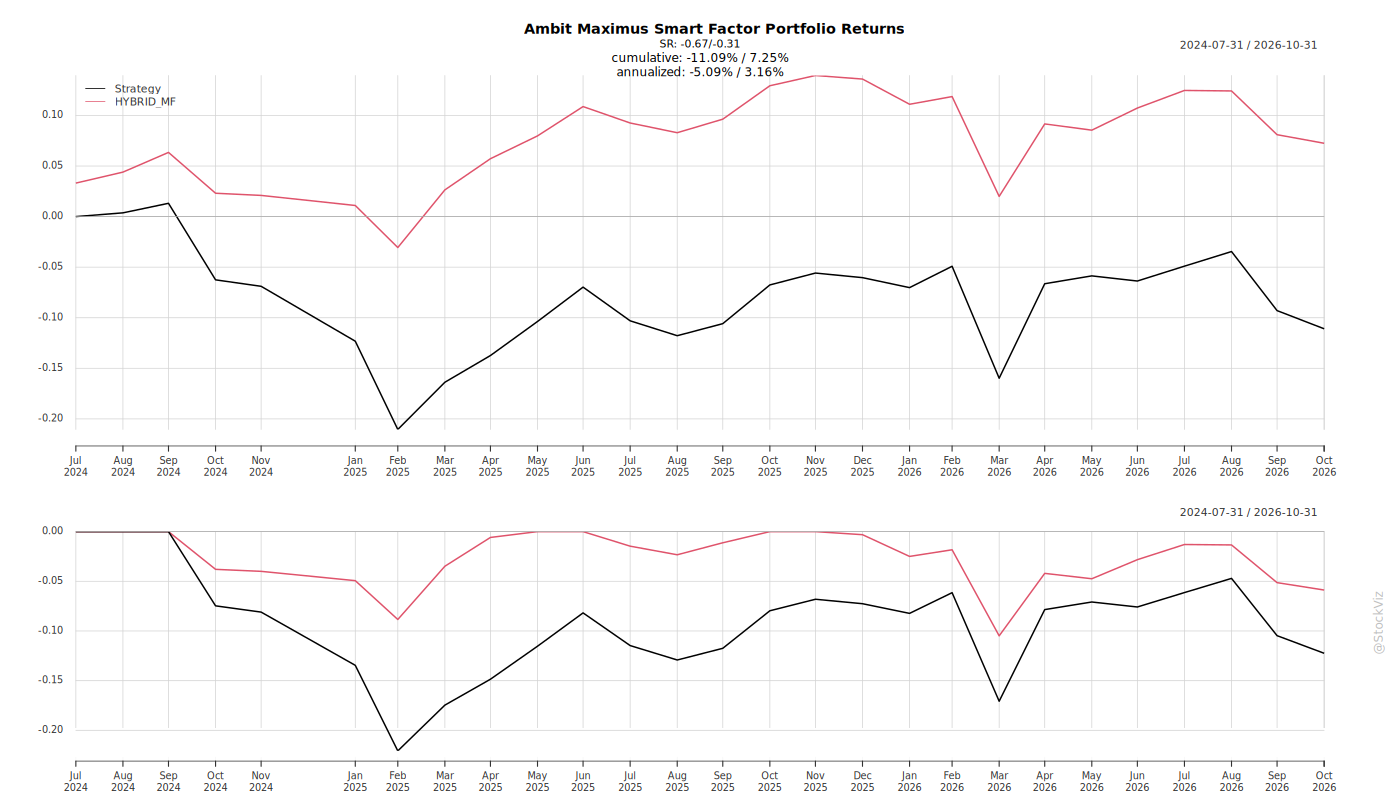 Ambit Maximus Smart Factor Portfolio Returns
SR: -0.67/-0.31
cumulative: -11.09% / 7.25%
annualized: -5.09% / 3.16%
2024-07-31 / 2026-10-31
Strategy
HYBRID_MF
0.10
0.05
0.00
-0.05
-0.10
-0.15
-0.20
Jul Aug Sep Oct Nov Jan Feb Mar Apr May Jun Jul Aug Sep Oct Nov Dec Jan Feb Mar Apr May Jun Jul Aug Sep Oct
2024 2024 2024 2024 2024 2025 2025 2025 2025 2025 2025 2025 2025 2025 2025 2025 2025 2026 2026 2026 2026 2026 2026 2026 2026 2026 2026
2024-07-31 / 2026-10-31
0.00
-0.05
-0.10
-0.15
-0.20
Jul Aug Sep Oct Nov Jan Feb Mar Apr May Jun Jul Aug Sep Oct Nov Dec Jan Feb Mar Apr May Jun Jul Aug Sep Oct
2024 2024 2024 2024 2024 2025 2025 2025 2025 2025 2025 2025 2025 2025 2025 2025 2025 2026 2026 2026 2026 2026 2026 2026 2026 2026 2026
@StockViz